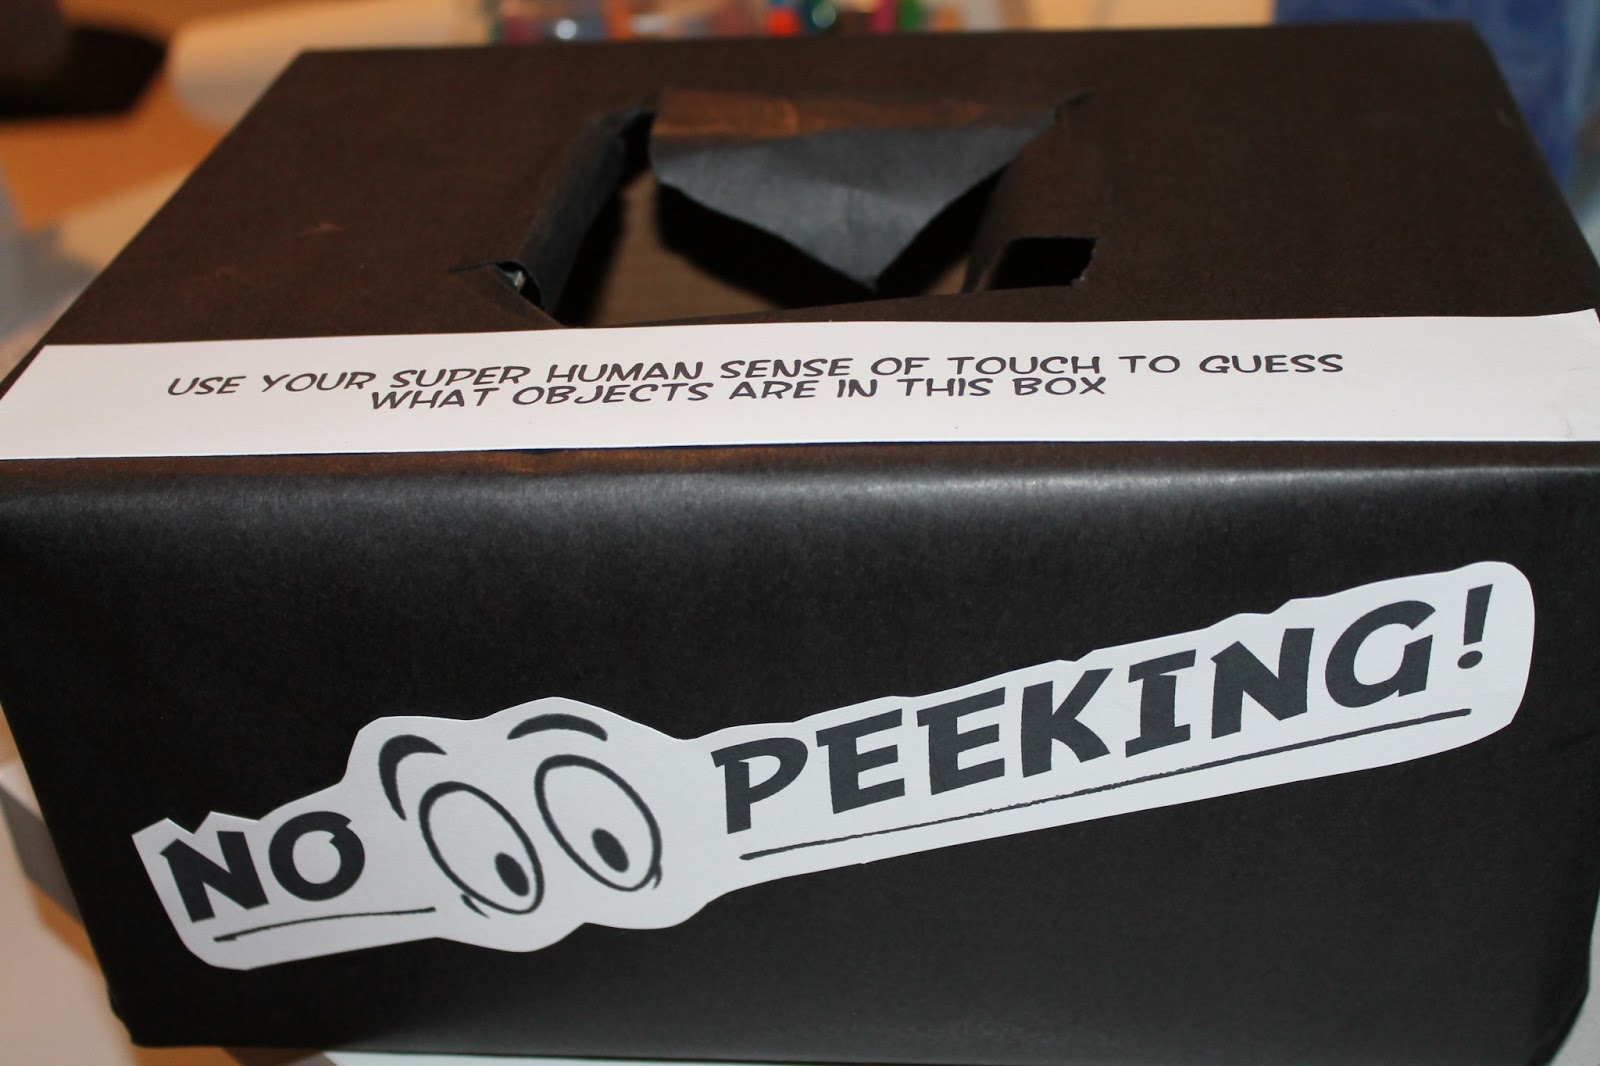 USE YOUR SUPER HUMAN SENSE OF TOUCH TO GUESS
WHAT OBJECTS ARE IN THIS BOX
NO PEEKING!